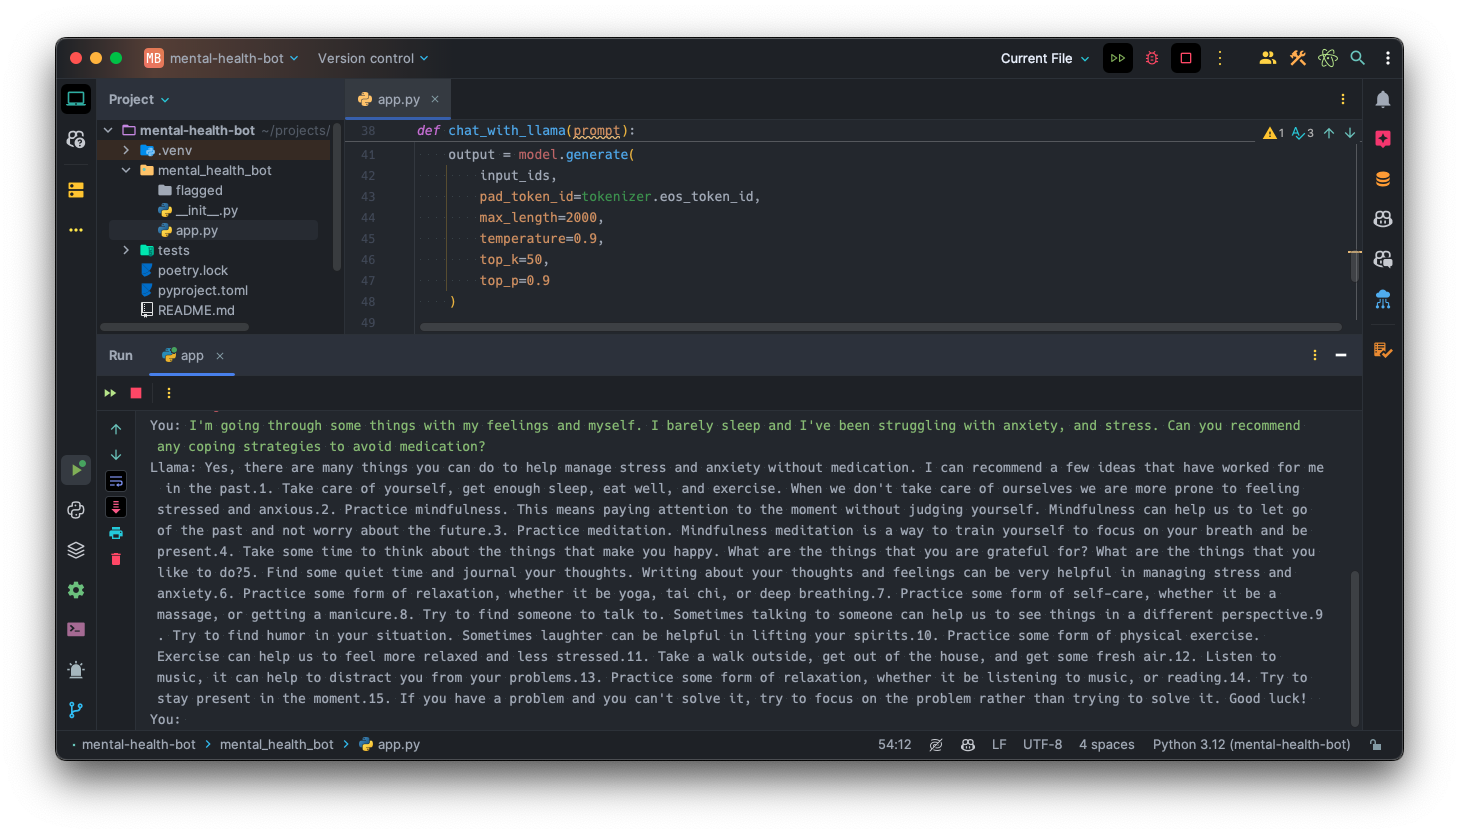 MB mental-health-bot Version control Current File
Project
app.py
mental-health-bot ~/projects/
.venv
mental_health_bot
flagged
__init__.py
app.py
tests
poetry.lock
pyproject.toml
README.md
38 def chat_with_llama(prompt):
1 3
41 output = model.generate(
42 input_ids,
43 pad_token_id=tokenizer.eos_token_id,
44 max_length=2000,
45 temperature=0.9,
46 top_k=50,
47 top_p=0.9
48 )
49
Run app
You: I'm going through some things with my feelings and myself. I barely sleep and I've been struggling with anxiety, and stress. Can you recommend
any coping strategies to avoid medication?
Llama: Yes, there are many things you can do to help manage stress and anxiety without medication. I can recommend a few ideas that have worked for me
in the past.1. Take care of yourself, get enough sleep, eat well, and exercise. When we don't take care of ourselves we are more prone to feeling
stressed and anxious.2. Practice mindfulness. This means paying attention to the moment without judging yourself. Mindfulness can help us to let go
of the past and not worry about the future.3. Practice meditation. Mindfulness meditation is a way to train yourself to focus on your breath and be
present.4. Take some time to think about the things that make you happy. What are the things that you are grateful for? What are the things that you
like to do?5. Find some quiet time and journal your thoughts. Writing about your thoughts and feelings can be very helpful in managing stress and
anxiety.6. Practice some form of relaxation, whether it be yoga, tai chi, or deep breathing.7. Practice some form of self-care, whether it be a
massage, or getting a manicure.8. Try to find someone to talk to. Sometimes talking to someone can help us to see things in a different perspective.9
. Try to find humor in your situation. Sometimes laughter can be helpful in lifting your spirits.10. Practice some form of physical exercise.
Exercise can help us to feel more relaxed and less stressed.11. Take a walk outside, get out of the house, and get some fresh air.12. Listen to
music, it can help to distract you from your problems.13. Practice some form of relaxation, whether it be listening to music, or reading.14. Try to
stay present in the moment.15. If you have a problem and you can't solve it, try to focus on the problem rather than trying to solve it. Good luck!
You:
mental-health-bot mental_health_bot app.py 54:12 LF UTF-8 4 spaces Python 3.12 (mental-health-bot)